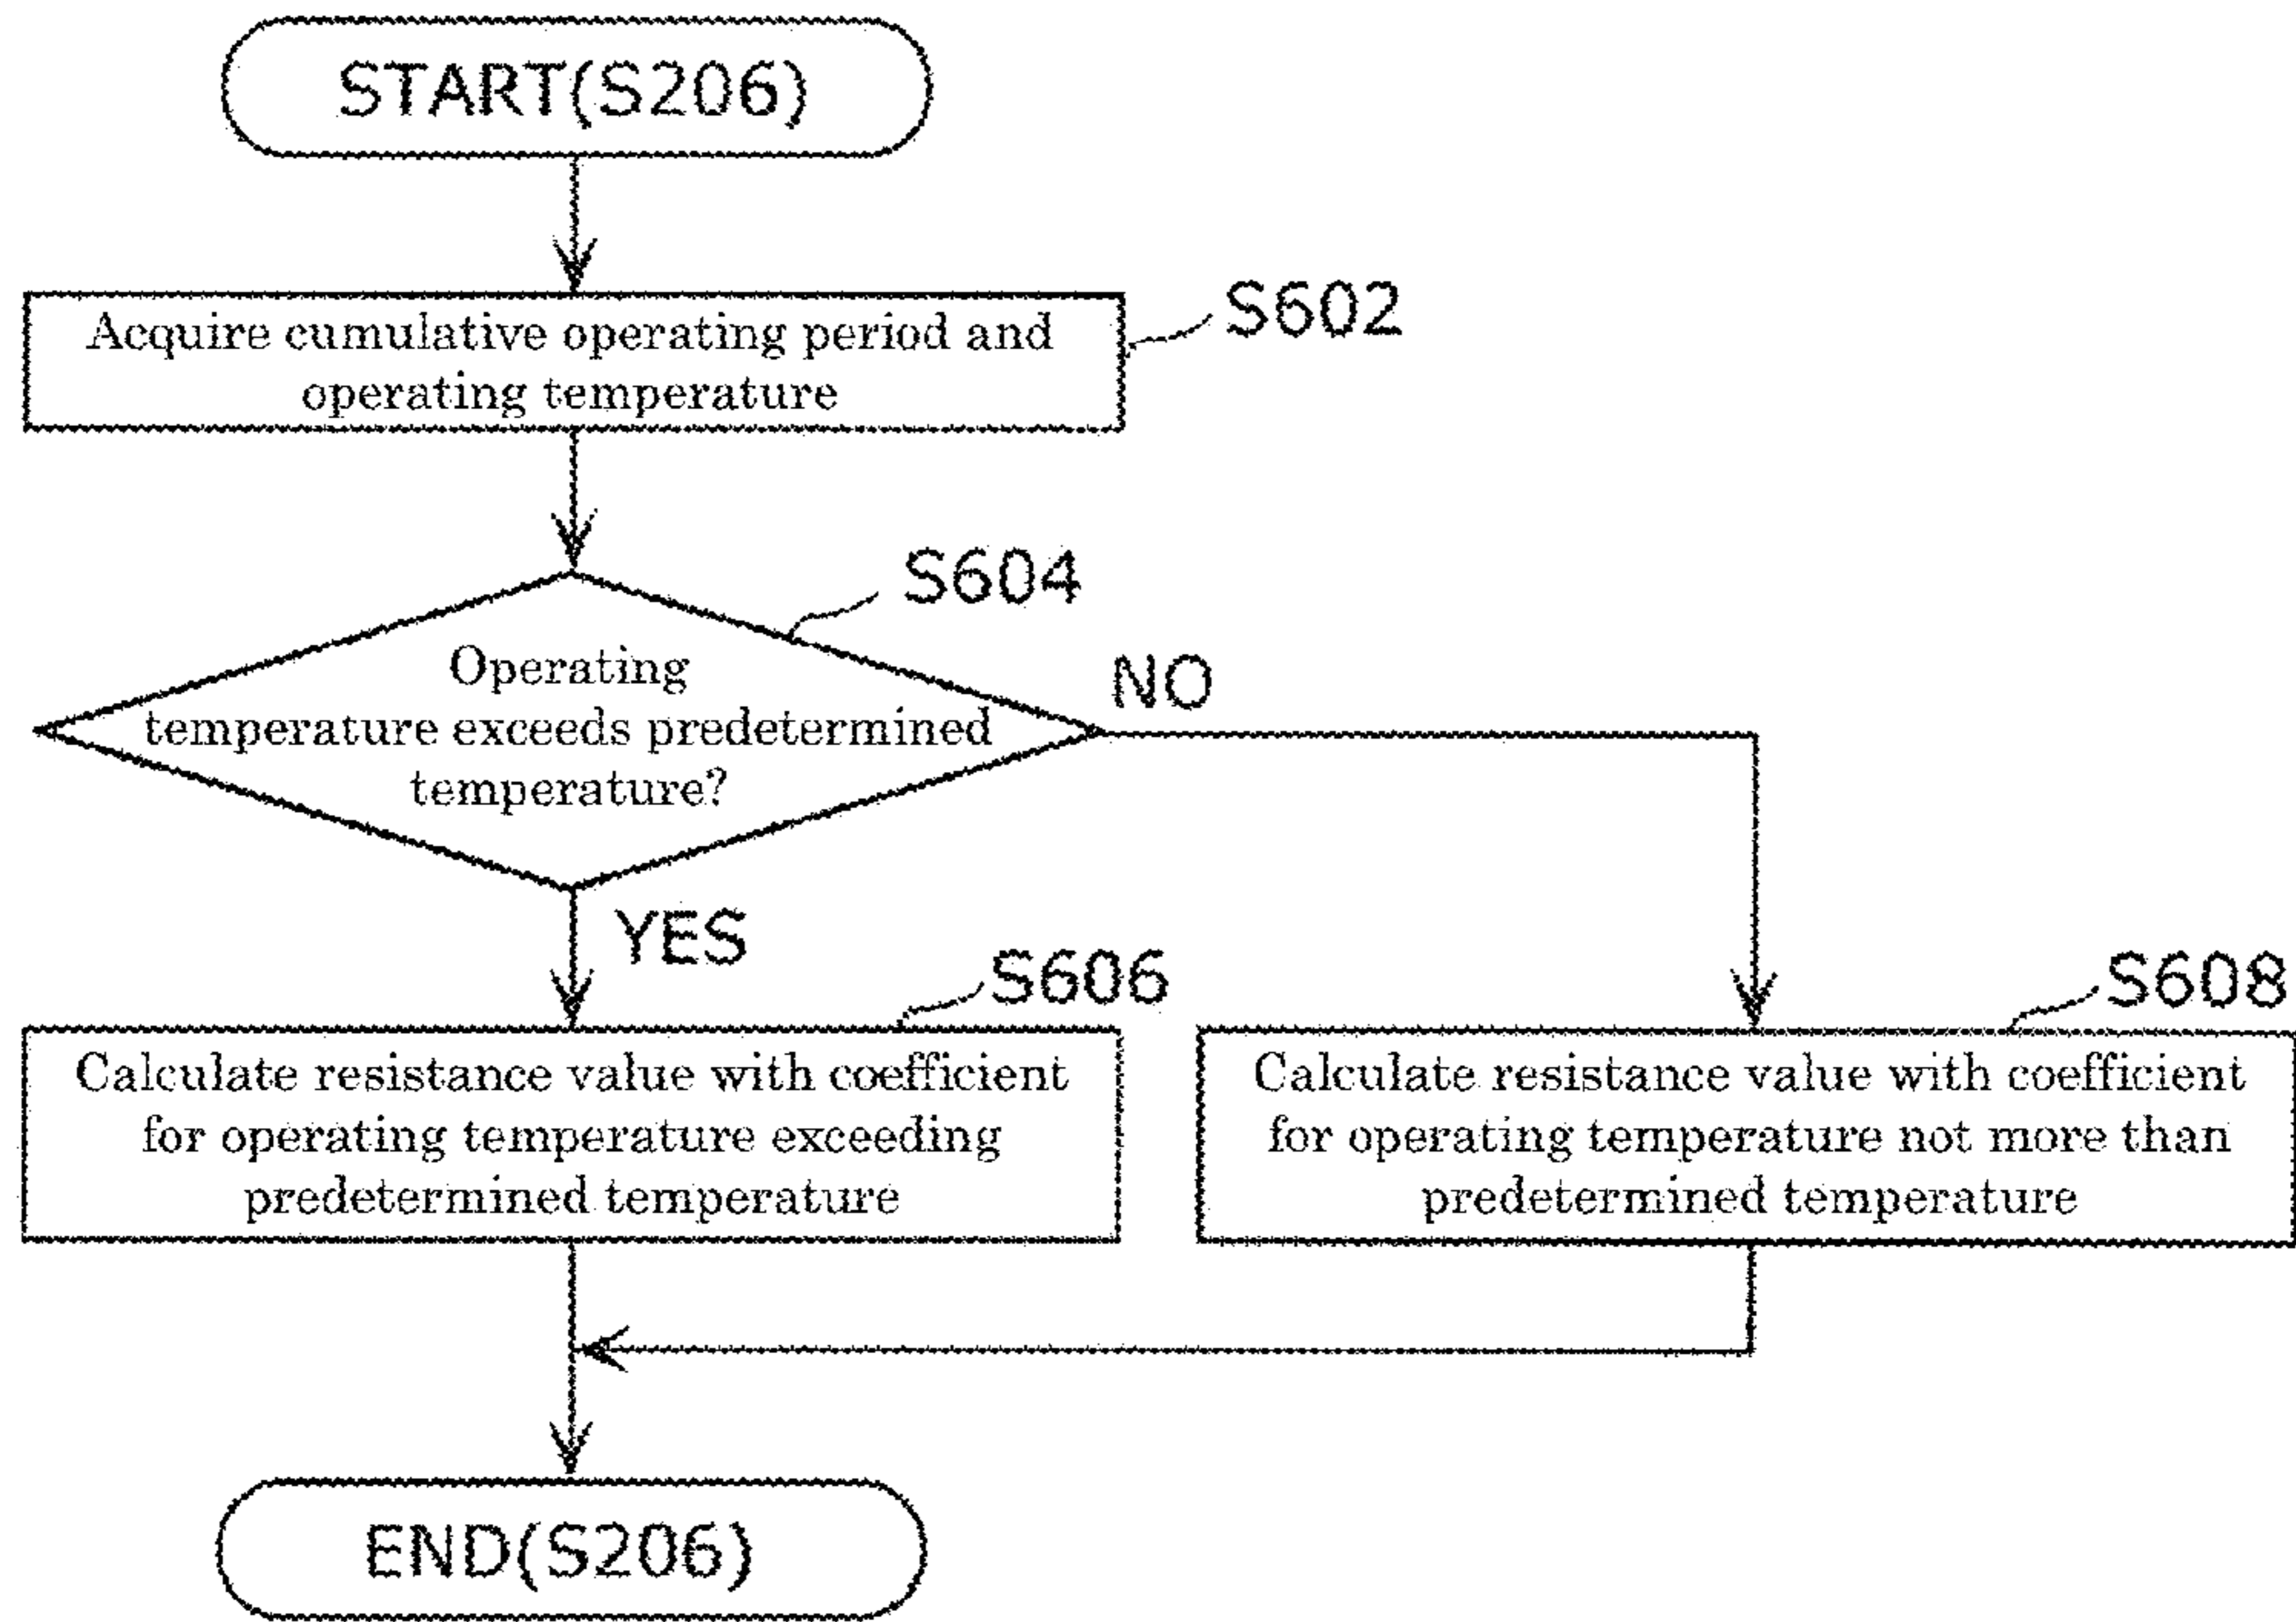 START(S206)
Acquire cumulative operating period and
operating temperature
S602
S604
Operating
temperature exceeds predetermined
temperature?
NO
YES
S606
Calculate resistance value with coefficient
for operating temperature exceeding
predetermined temperature
S608
Calculate resistance value with coefficient
for operating temperature not more than
predetermined temperature
END(S206)